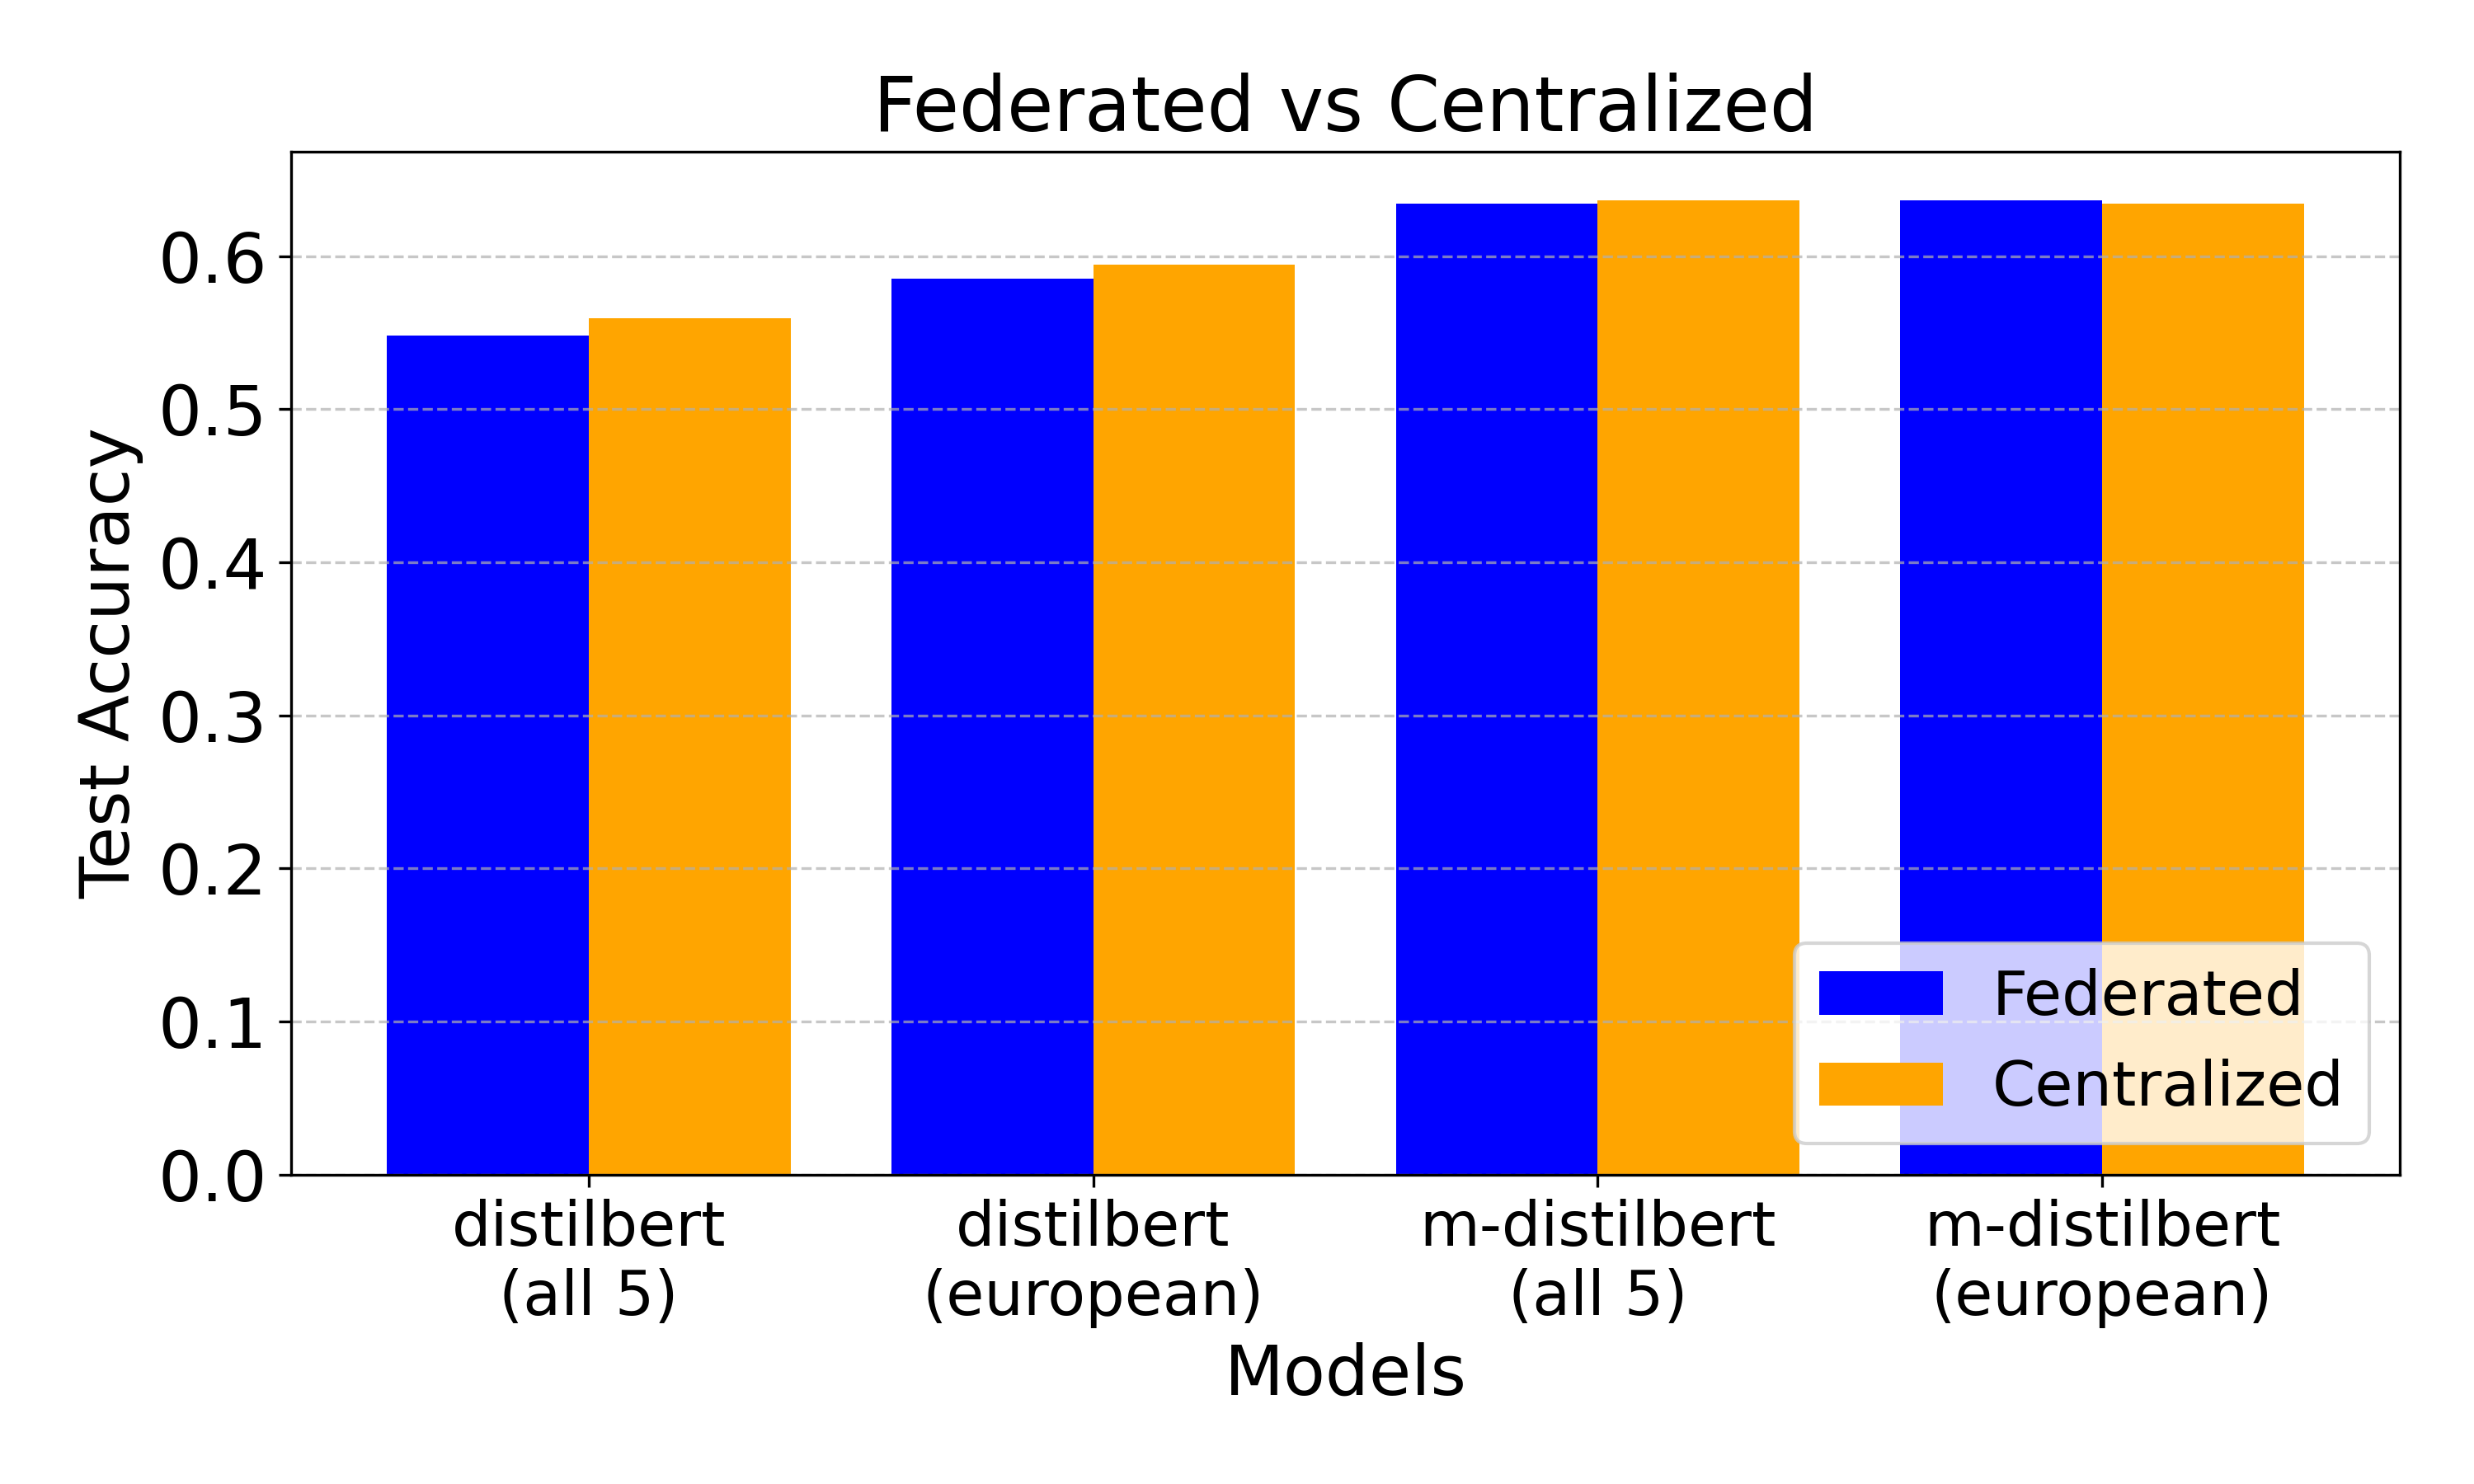 Federated vs Centralized
Test Accuracy
0.6
0.5
0.4
0.3
0.2
0.1
0.0
Federated
Centralized
distilbert
(all 5)
distilbert
(european)
m-distilbert
(all 5)
m-distilbert
(european)
Models